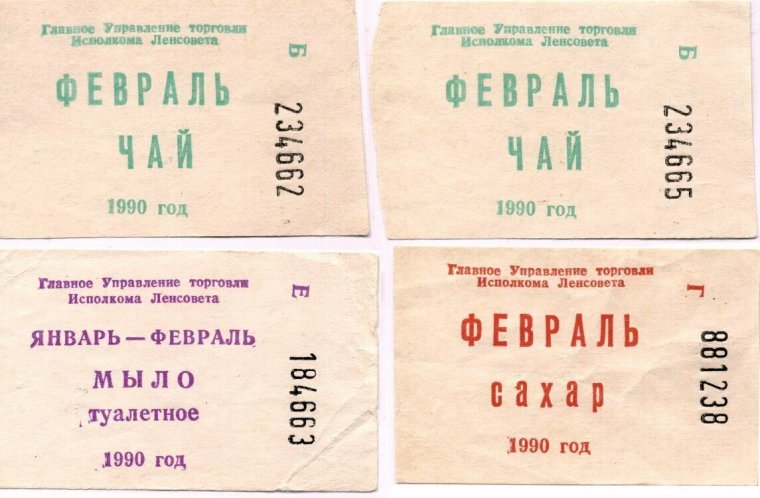 Главное Управление торговли
Исполкома Ленсовета
ФЕВРАЛЬ
ЧАЙ
1990 год
Б
234662
Главное Управление торговли
Исполкома Ленсовета
ФЕВРАЛЬ
ЧАЙ
1990 год
Б
234665
Главное Управление торговли
Исполкома Ленсовета
ЯНВАРЬ — ФЕВРАЛЬ
МЫЛО
туалетное
1990 год
Е
184663
Главное Управление торговли
Исполкома Ленсовета
ФЕВРАЛЬ
сахар
1990 год
Г
881238